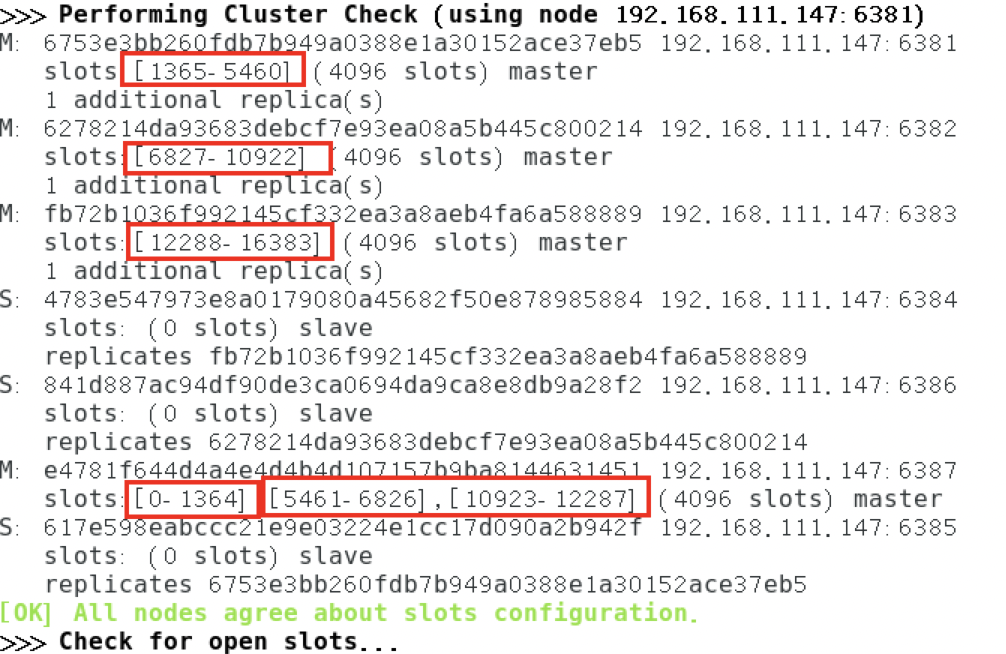 >>> Performing Cluster Check (using node 192.168.111.147:6381)
M: 6753e3bb260fdb7b949a0388e1a30152ace37eb5 192.168.111.147:6381
slots:[1365-5460] (4096 slots) master
1 additional replica(s)
M: 6278214da93683debcf7e93ea08a5b445c800214 192.168.111.147:6382
slots:[6827-10922] (4096 slots) master
1 additional replica(s)
M: fb72b1036f992145cf332ea3a8aeb4fa6a588889 192.168.111.147:6383
slots:[12288-16383] (4096 slots) master
1 additional replica(s)
S: 4783e547973e8a0179080a45682f50e878985884 192.168.111.147:6384
slots: (0 slots) slave
replicates fb72b1036f992145cf332ea3a8aeb4fa6a588889
S: 841d887ac94df90de3ca0694da9ca8e8db9a28f2 192.168.111.147:6386
slots: (0 slots) slave
replicates 6278214da93683debcf7e93ea08a5b445c800214
M: e4781f644d4a4e4d4b4d107157b9ba8144631451 192.168.111.147:6387
slots:[0-1364],[5461-6826],[10923-12287] (4096 slots) master
S: 617e598eabccc21e9e03224e1cc17d090a2b942f 192.168.111.147:6385
slots: (0 slots) slave
replicates 6753e3bb260fdb7b949a0388e1a30152ace37eb5
[OK] All nodes agree about slots configuration.
>>> Check for open slots...